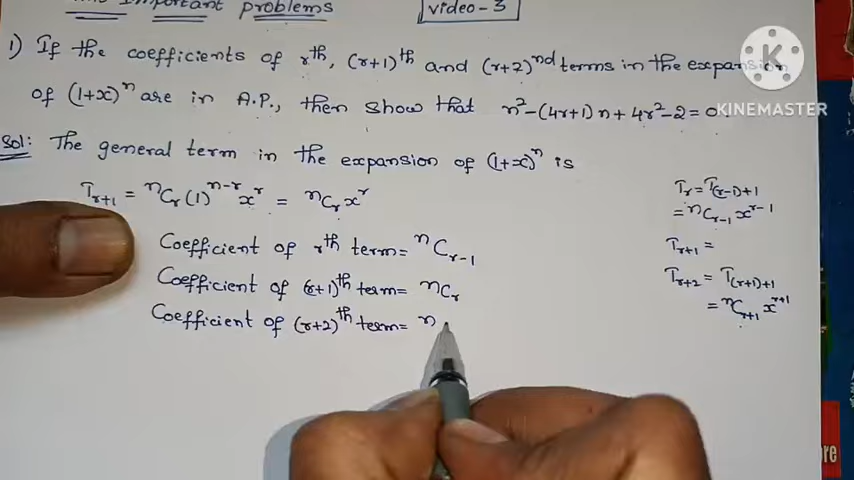 Important problems
video-3
1) If the coefficients of rᵗʰ, (r+1)ᵗʰ and (r+2)ⁿᵈ terms in the expansion
of (1+x)ⁿ are in A.P., then show that n²-(4r+1)n+4r²-2=0
KINEMASTER
Sol: The general term in the expansion of (1+x)ⁿ is
T_{r+1} = ⁿC_r (1)^{n-r} x^r = ⁿC_r x^r
T_r = T_{(r-1)+1}
= ⁿC_{r-1} x^{r-1}
Coefficient of rᵗʰ term = ⁿC_{r-1}
T_{r+1} =
Coefficient of (r+1)ᵗʰ term = ⁿC_r
T_{r+2} = T_{(r+1)+1}
= ⁿC_{r+1} x^{r+1}
Coefficient of (r+2)ᵗʰ term = ⁿ